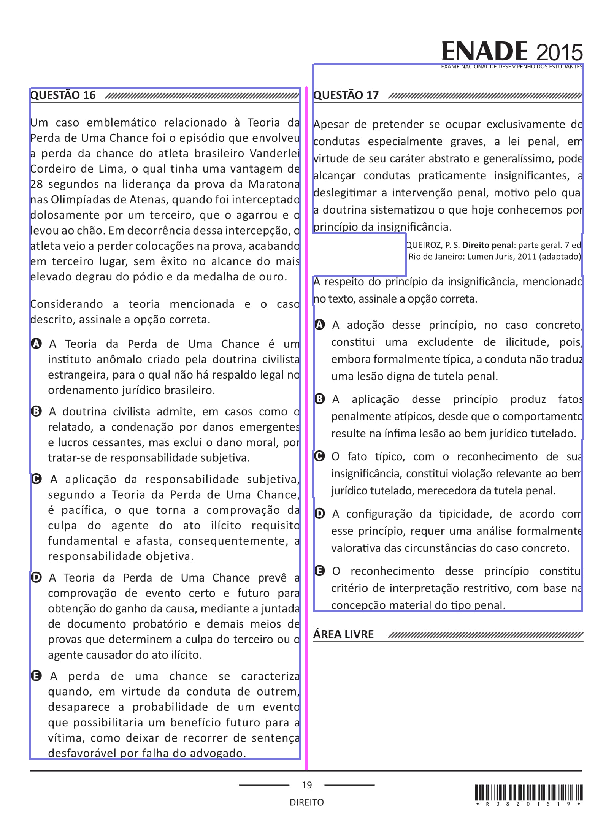 ENADE 2015
EXAME NACIONAL DE DESEMPENHO DOS ESTUDANTES
QUESTÃO 16
Um caso emblemático relacionado à Teoria da
Perda de Uma Chance foi o episódio que envolveu
a perda da chance do atleta brasileiro Vanderlei
Cordeiro de Lima, o qual tinha uma vantagem de
28 segundos na liderança da prova da Maratona
nas Olimpíadas de Atenas, quando foi interceptado
dolosamente por um terceiro, que o agarrou e o
levou ao chão. Em decorrência dessa intercepção, o
atleta veio a perder colocações na prova, acabando
em terceiro lugar, sem êxito no alcance do mais
elevado degrau do pódio e da medalha de ouro.
Considerando a teoria mencionada e o caso
descrito, assinale a opção correta.
A A Teoria da Perda de Uma Chance é um
instituto anômalo criado pela doutrina civilista
estrangeira, para o qual não há respaldo legal no
ordenamento jurídico brasileiro.
B A doutrina civilista admite, em casos como o
relatado, a condenação por danos emergentes
e lucros cessantes, mas exclui o dano moral, por
tratar-se de responsabilidade subjetiva.
C A aplicação da responsabilidade subjetiva,
segundo a Teoria da Perda de Uma Chance,
é pacífica, o que torna a comprovação da
culpa do agente do ato ilícito requisito
fundamental e afasta, consequentemente, a
responsabilidade objetiva.
D A Teoria da Perda de Uma Chance prevê a
comprovação de evento certo e futuro para
obtenção do ganho da causa, mediante a juntada
de documento probatório e demais meios de
provas que determinem a culpa do terceiro ou o
agente causador do ato ilícito.
E A perda de uma chance se caracteriza
quando, em virtude da conduta de outrem,
desaparece a probabilidade de um evento
que possibilitaria um benefício futuro para a
vítima, como deixar de recorrer de sentença
desfavorável por falha do advogado.
QUESTÃO 17
Apesar de pretender se ocupar exclusivamente de
condutas especialmente graves, a lei penal, em
virtude de seu caráter abstrato e generalíssimo, pode
alcançar condutas praticamente insignificantes, a
deslegitimar a intervenção penal, motivo pelo qual
a doutrina sistematizou o que hoje conhecemos por
princípio da insignificância.
QUEIROZ, P. S. Direito penal: parte geral. 7 ed.
Rio de Janeiro: Lumen Juris, 2011 (adaptado).
A respeito do princípio da insignificância, mencionado
no texto, assinale a opção correta.
A A adoção desse princípio, no caso concreto,
constitui uma excludente de ilicitude, pois,
embora formalmente típica, a conduta não traduz
uma lesão digna de tutela penal.
B A aplicação desse princípio produz fatos
penalmente atípicos, desde que o comportamento
resulte na ínfima lesão ao bem jurídico tutelado.
C O fato típico, com o reconhecimento de sua
insignificância, constitui violação relevante ao bem
jurídico tutelado, merecedora da tutela penal.
D A configuração da tipicidade, de acordo com
esse princípio, requer uma análise formalmente
valorativa das circunstâncias do caso concreto.
E O reconhecimento desse princípio constitui
critério de interpretação restritivo, com base na
concepção material do tipo penal.
ÁREA LIVRE
19
DIREITO
*R38201519*